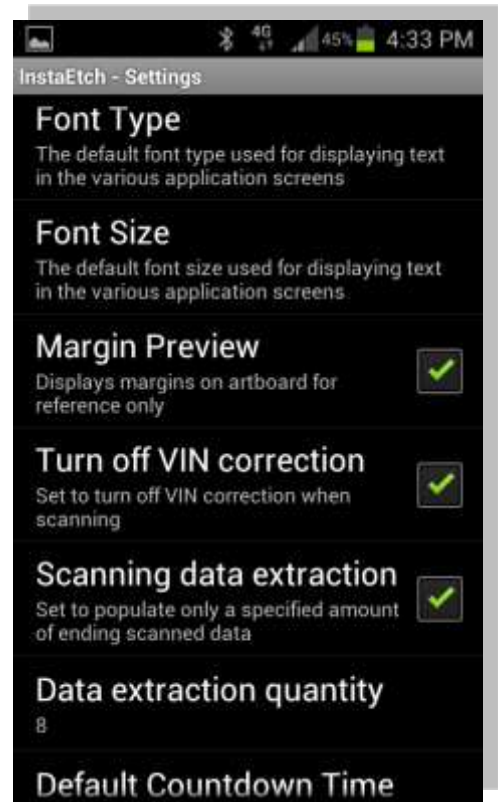 4G 45% 4:33 PM
InstaEtch - Settings
Font Type
The default font type used for displaying text
in the various application screens
Font Size
The default font size used for displaying text
in the various application screens
Margin Preview
Displays margins on artboard for
reference only
Turn off VIN correction
Set to turn off VIN correction when
scanning
Scanning data extraction
Set to populate only a specified amount
of ending scanned data
Data extraction quantity
8
Default Countdown Time